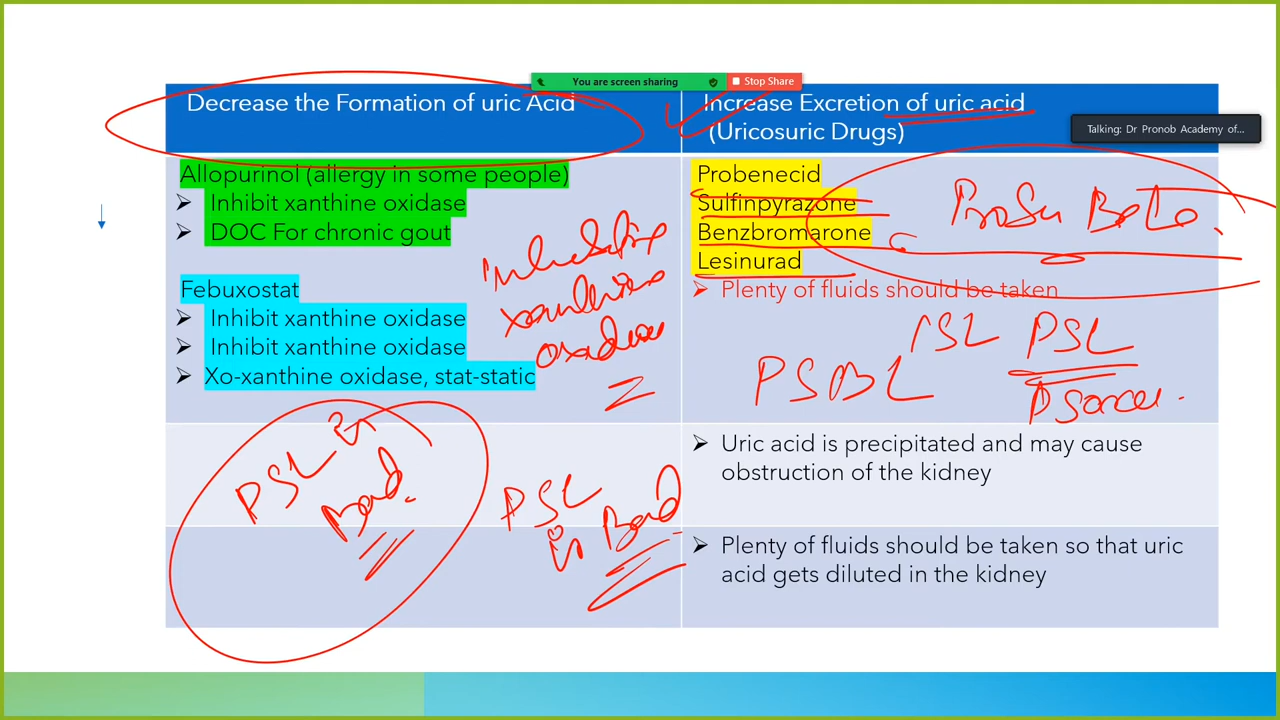 You are screen sharing
Stop Share
Decrease the Formation of uric Acid
Increase Excretion of uric acid
(Uricosuric Drugs)
Talking: Dr Pronob Academy of...
Allopurinol (allergy in some people)
➤ Inhibit xanthine oxidase
➤ DOC For chronic gout
Febuxostat
➤ Inhibit xanthine oxidase
➤ Inhibit xanthine oxidase
➤ Xo-xanthine oxidase, stat-static
xanthine
oxidase
PSL
Bad.
PSL
is Bad
Probenecid
Sulfinpyrazone
Benzbromarone
Lesinurad
➤ Plenty of fluids should be taken
PSBL
PSL
PSL
➤ Uric acid is precipitated and may cause
obstruction of the kidney
➤ Plenty of fluids should be taken so that uric
acid gets diluted in the kidney